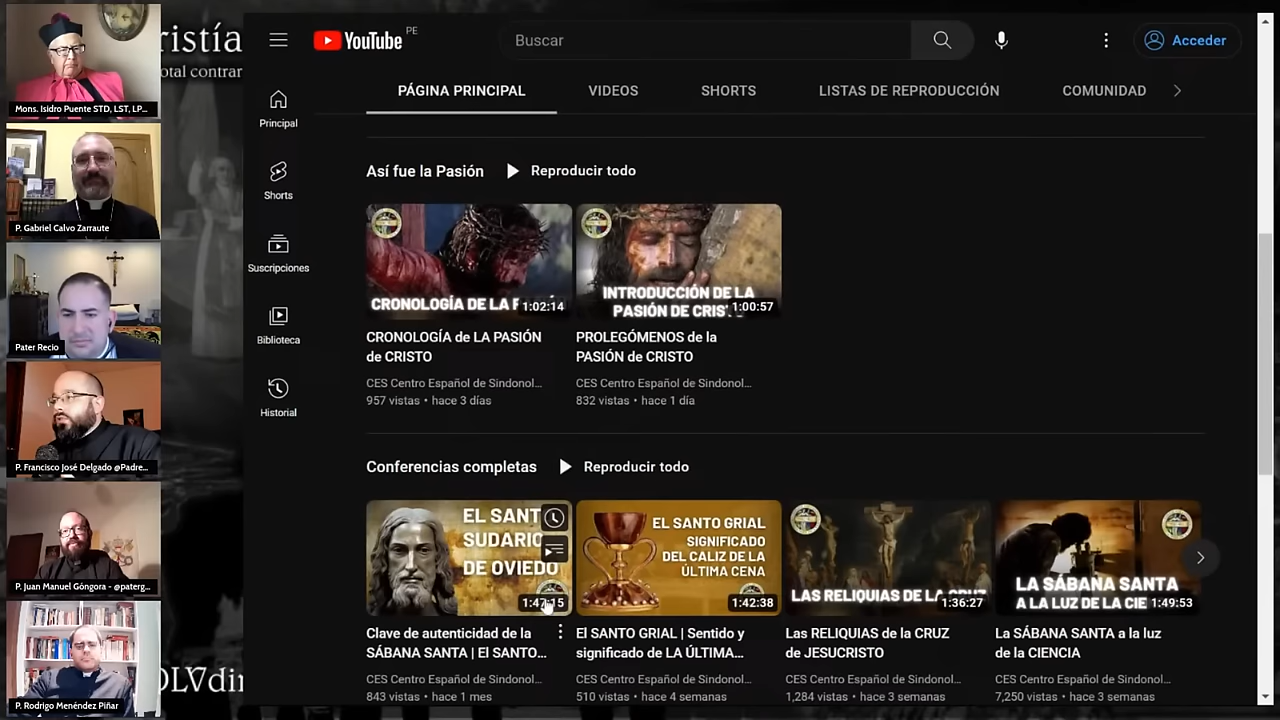 ristía
total contrar
Mons. Isidro Puente STD, LST, LP...
P. Gabriel Calvo Zarraute
Pater Recio
P. Francisco José Delgado @Padre...
P. Juan Manuel Góngora - @paterg...
P. Rodrigo Menéndez Piñar
DLVdir
YouTube PE
Buscar
Acceder
PÁGINA PRINCIPAL
VIDEOS
SHORTS
LISTAS DE REPRODUCCIÓN
COMUNIDAD
Principal
Shorts
Suscripciones
Biblioteca
Historial
Así fue la Pasión
Reproducir todo
CRONOLOGÍA DE LA P
1:02:14
CRONOLOGÍA de LA PASIÓN
de CRISTO
CES Centro Español de Sindonol...
957 vistas • hace 3 días
INTRODUCCIÓN DE LA
PASIÓN DE CRIS
1:00:57
PROLEGÓMENOS de la
PASIÓN de CRISTO
CES Centro Español de Sindonol...
832 vistas • hace 1 día
Conferencias completas
Reproducir todo
EL SANT
SUDARIO
DE OVIEDO
1:47:15
Clave de autenticidad de la
SÁBANA SANTA | El SANTO...
CES Centro Español de Sindonol...
843 vistas • hace 1 mes
EL SANTO GRIAL
SIGNIFICADO
DEL CALIZ DE LA
ÚLTIMA CENA
1:42:38
El SANTO GRIAL | Sentido y
significado de LA ÚLTIMA...
CES Centro Español de Sindonol...
510 vistas • hace 4 semanas
LAS RELIQUIAS DE LA CRUZ
1:36:27
Las RELIQUIAS de la CRUZ
de JESUCRISTO
CES Centro Español de Sindonol...
1,284 vistas • hace 3 semanas
LA SÁBANA SANTA
A LA LUZ DE LA CIE
1:49:53
La SÁBANA SANTA a la luz
de la CIENCIA
CES Centro Español de Sindonol...
7,250 vistas • hace 3 semanas